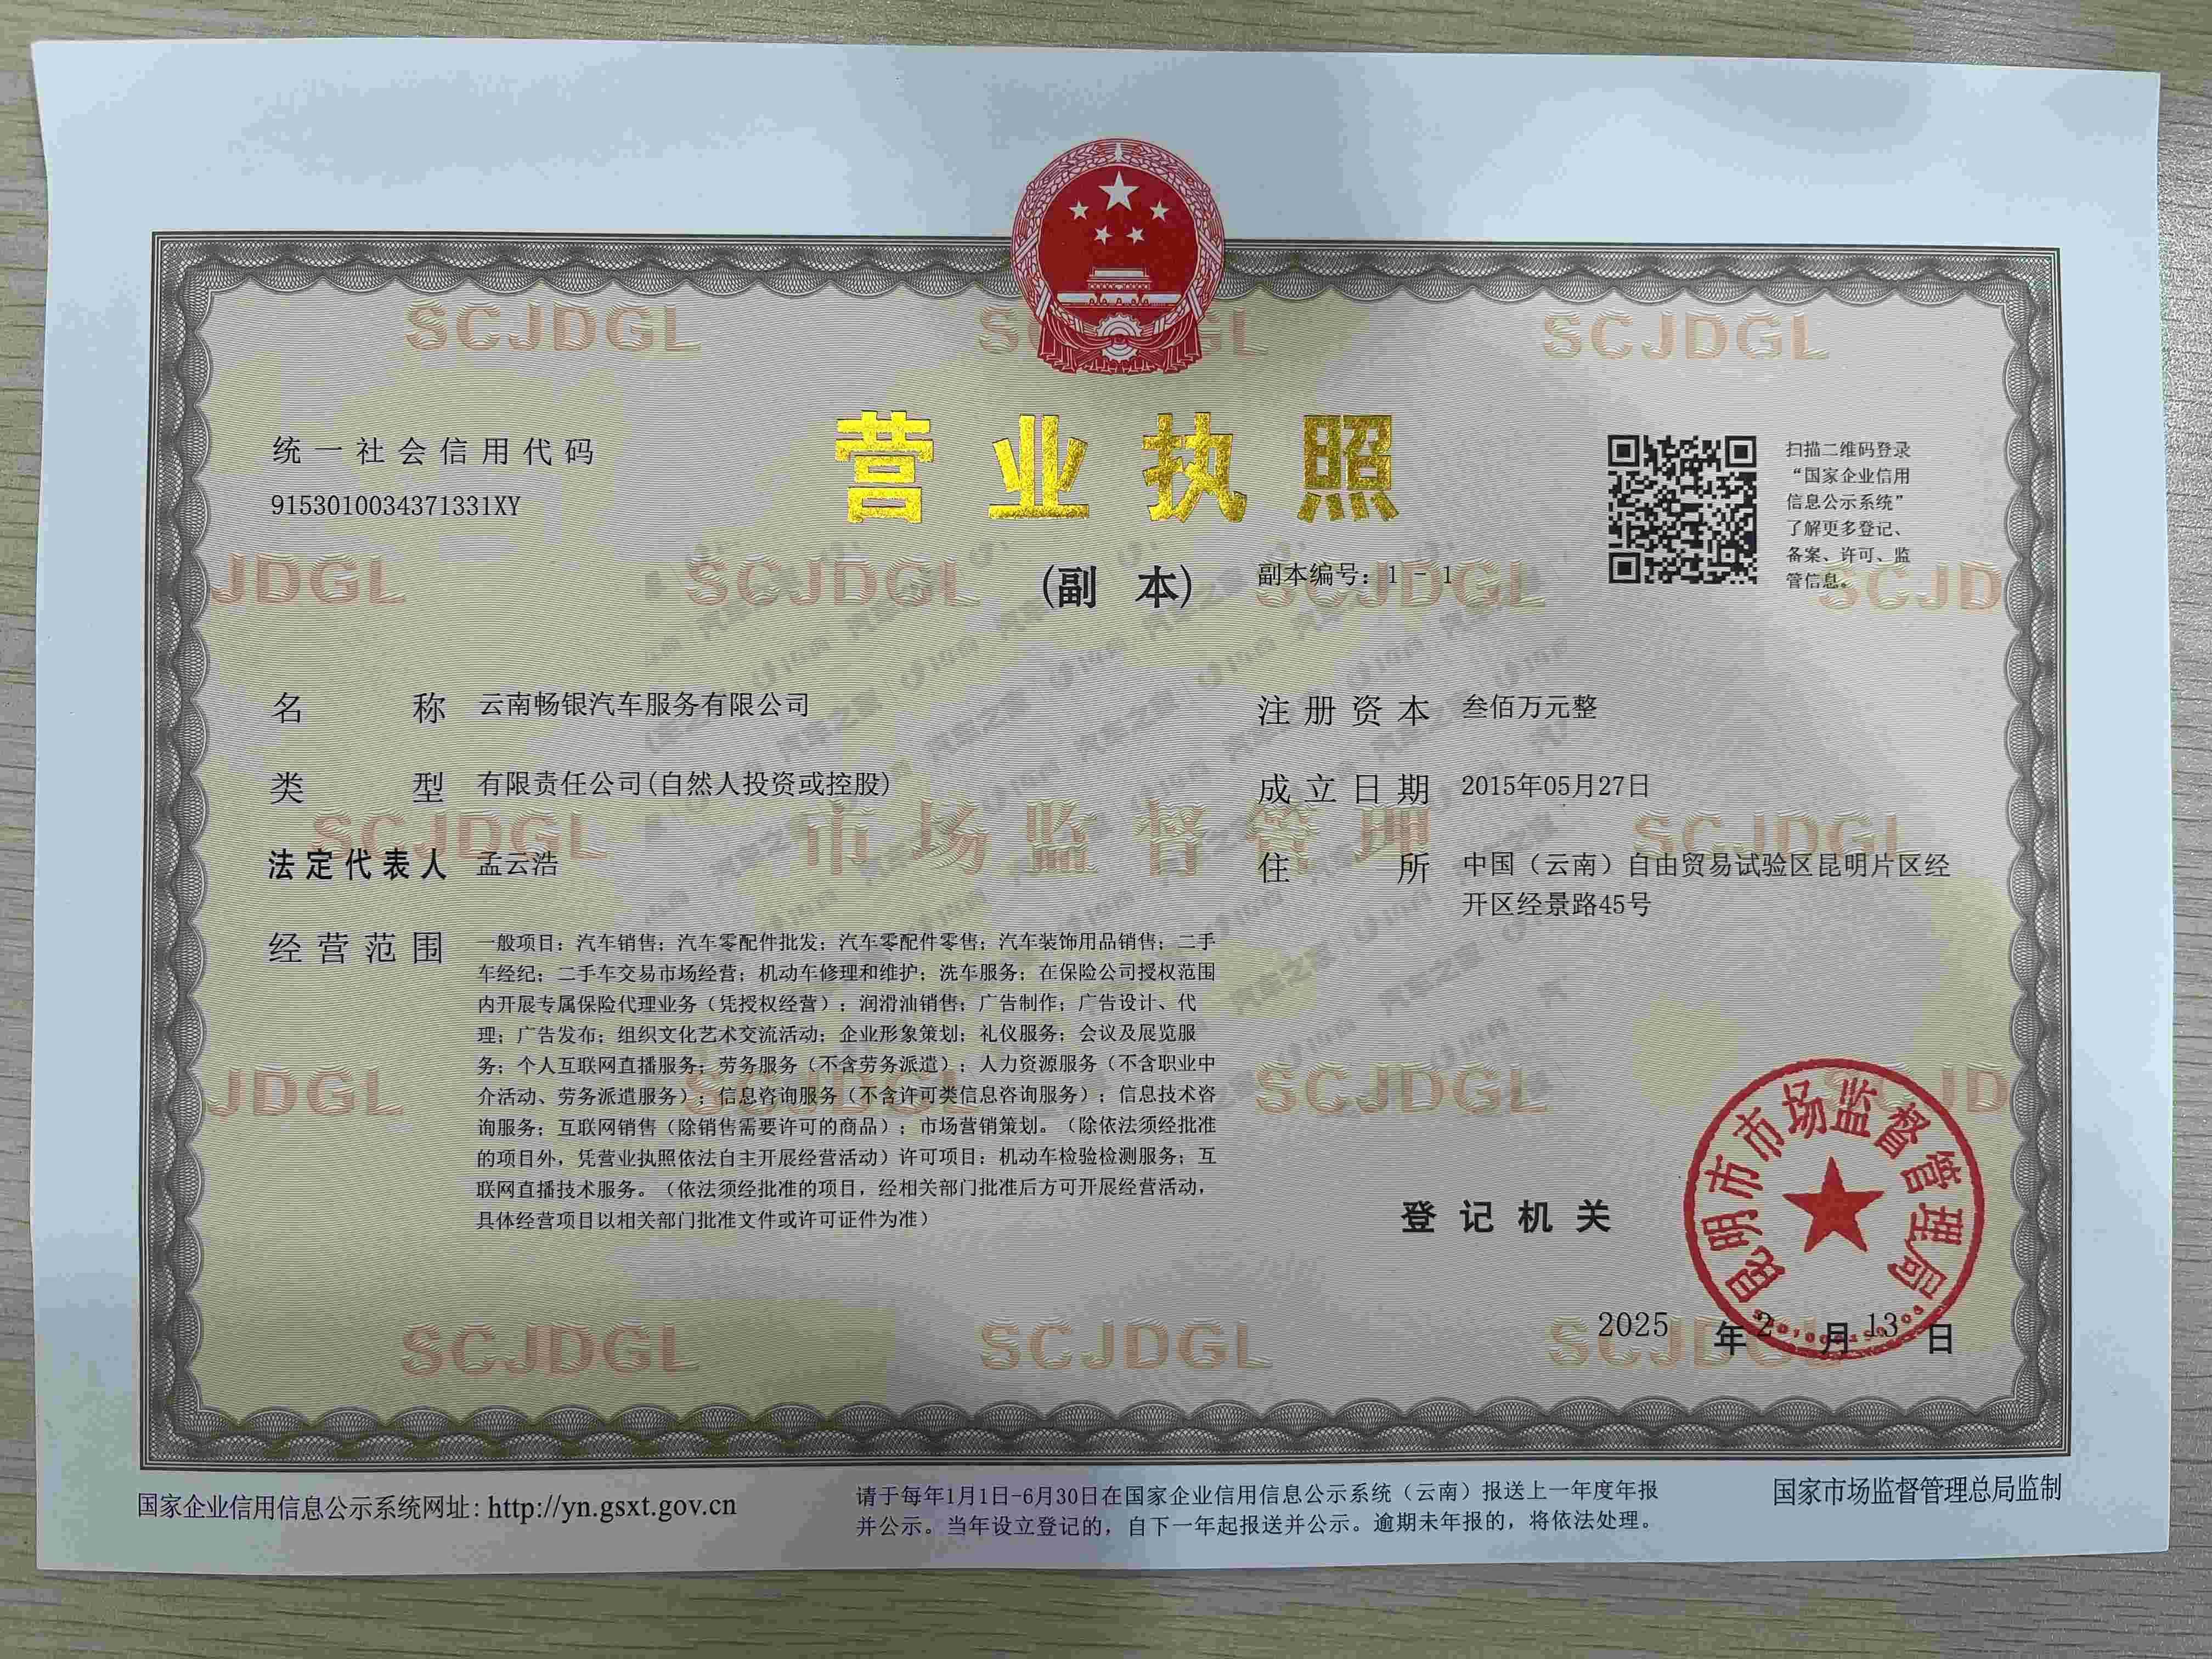 营业执照
(副 本)
副本编号：1 - 1
统一社会信用代码
9153010034371331XY
扫描二维码登录
“国家企业信用
信息公示系统”
了解更多登记、
备案、许可、监
管信息。
名 称 云南畅银汽车服务有限公司
类 型 有限责任公司(自然人投资或控股)
法定代表人 孟云浩
经营范围 一般项目：汽车销售；汽车零配件批发；汽车零配件零售；汽车装饰用品销售；二手
车经纪；二手车交易市场经营；机动车修理和维护；洗车服务；在保险公司授权范围
内开展专属保险代理业务（凭授权经营）；润滑油销售；广告制作；广告设计、代
理；广告发布；组织文化艺术交流活动；企业形象策划；礼仪服务；会议及展览服
务；个人互联网直播服务；劳务服务（不含劳务派遣）；人力资源服务（不含职业中
介活动、劳务派遣服务）；信息咨询服务（不含许可类信息咨询服务）；信息技术咨
询服务；互联网销售（除销售需要许可的商品）；市场营销策划。（除依法须经批准
的项目外，凭营业执照依法自主开展经营活动）许可项目：机动车检验检测服务；互
联网直播技术服务。（依法须经批准的项目，经相关部门批准后方可开展经营活动，
具体经营项目以相关部门批准文件或许可证件为准）
注册资本 叁佰万元整
成立日期 2015年05月27日
住 所 中国（云南）自由贸易试验区昆明片区经
开区经景路45号
登记机关
昆明市市场监督管理局
2025 年 2 月 13 日
SCJDGL
市场监督管理
汽车之家
国家企业信用信息公示系统网址：http://yn.gsxt.gov.cn
请于每年1月1日-6月30日在国家企业信用信息公示系统（云南）报送上一年度年报
并公示。当年设立登记的，自下一年起报送并公示。逾期未年报的，将依法处理。
国家市场监督管理总局监制